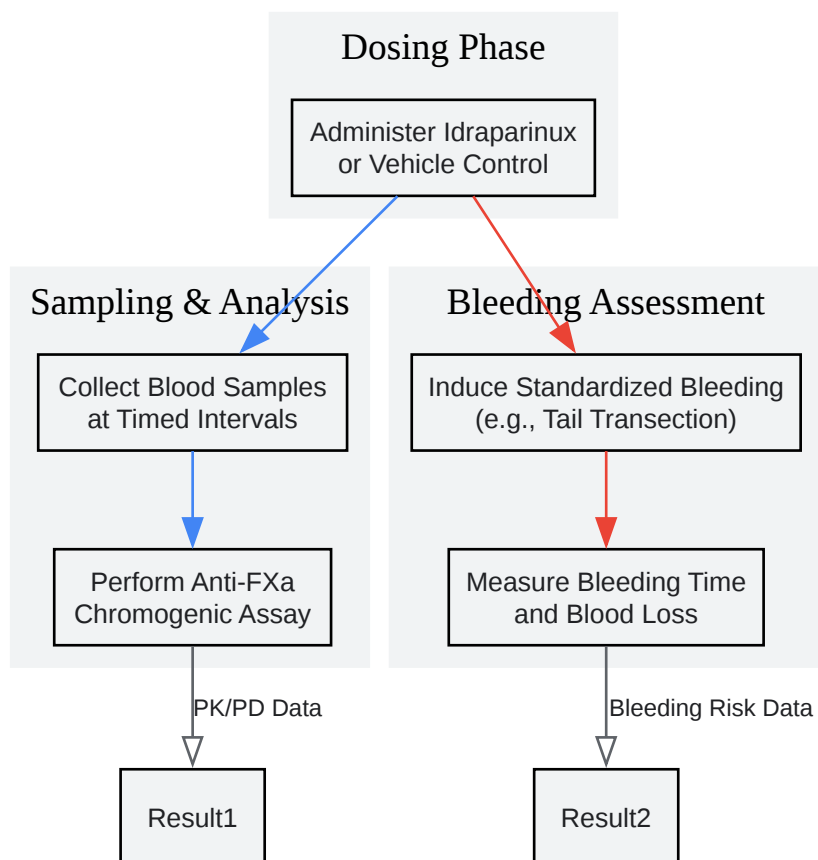 Dosing Phase
Administer Idraparinux
or Vehicle Control
Sampling & Analysis
Collect Blood Samples
at Timed Intervals
Perform Anti-FXa
Chromogenic Assay
PK/PD Data
Result1
Bleeding Assessment
Induce Standardized Bleeding
(e.g., Tail Transection)
Measure Bleeding Time
and Blood Loss
Bleeding Risk Data
Result2